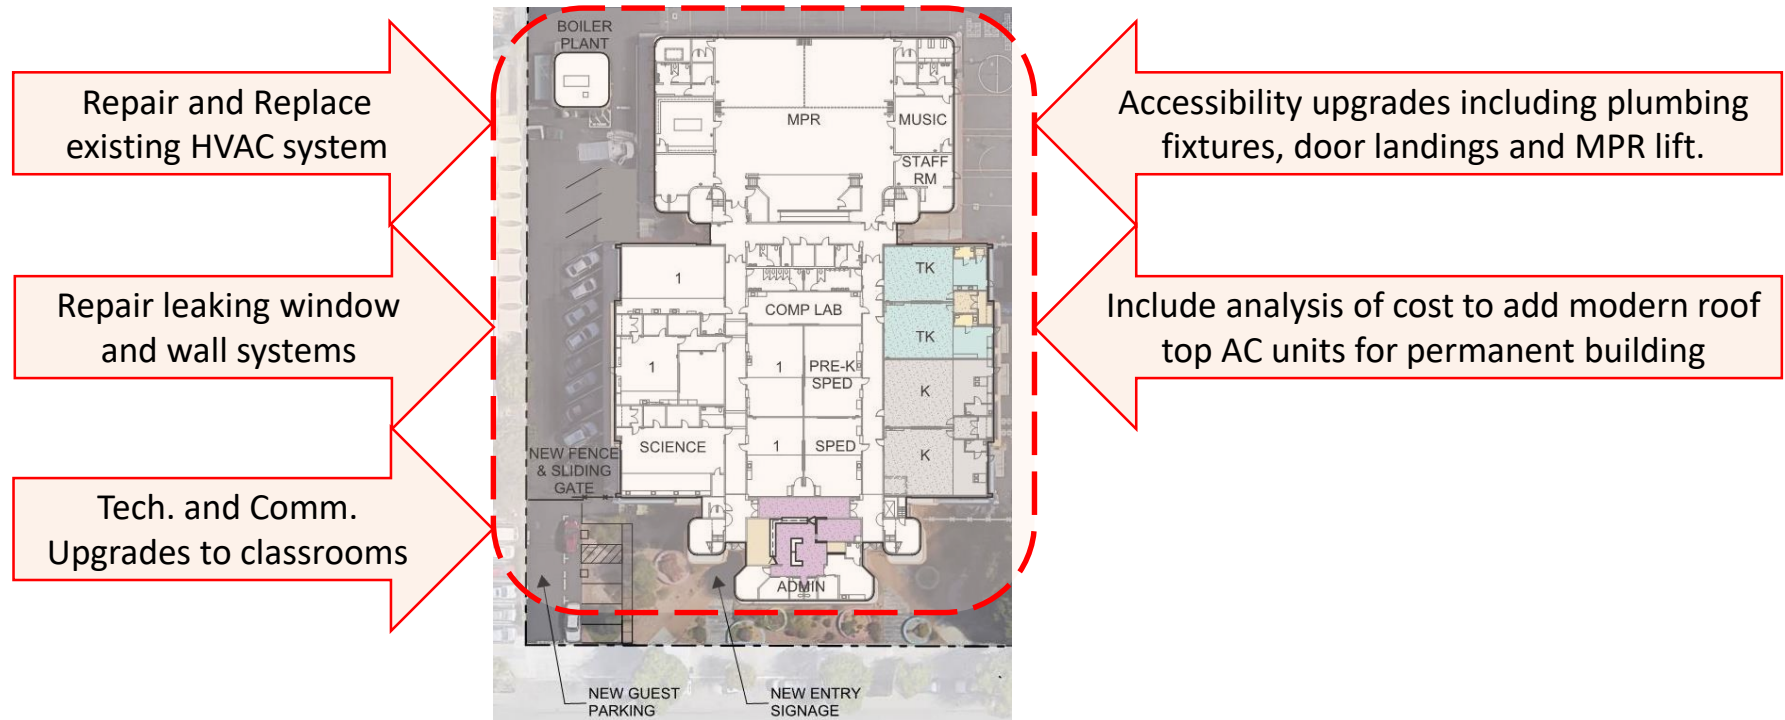 Repair and Replace
existing HVAC system
Repair leaking window
and wall systems
Tech. and Comm.
Upgrades to classrooms
BOILER
PLANT
MPR
MUSIC
STAFF
RM
1
TK
COMP LAB
TK
1
1
PRE-K
SPED
K
SCIENCE
1
SPED
K
NEW FENCE
& SLIDING
GATE
ADMIN
NEW GUEST
PARKING
NEW ENTRY
SIGNAGE
Accessibility upgrades including plumbing
fixtures, door landings and MPR lift.
Include analysis of cost to add modern roof
top AC units for permanent building